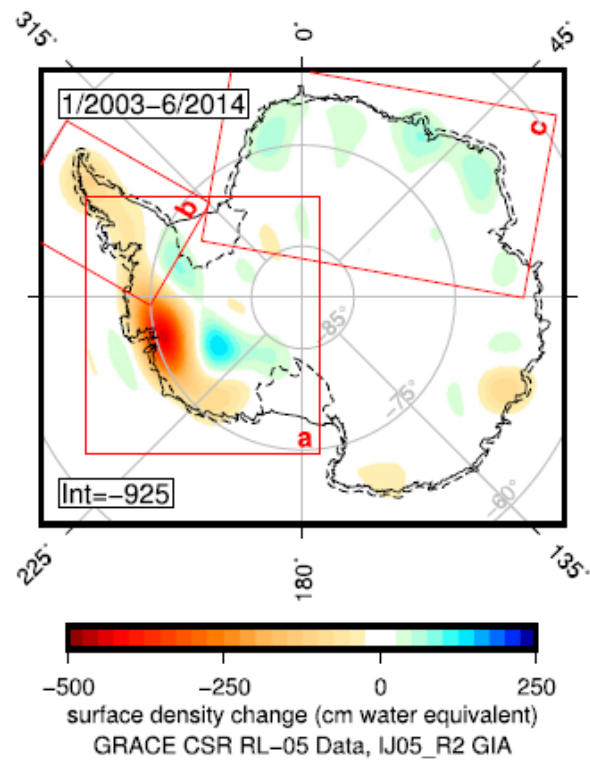 315°
0°
45°
1/2003−6/2014
c
b
−85°
−75°
a
Int=−925
−60°
225°
180°
135°
−500
−250
0
250
surface density change (cm water equivalent)
GRACE CSR RL−05 Data, IJ05_R2 GIA